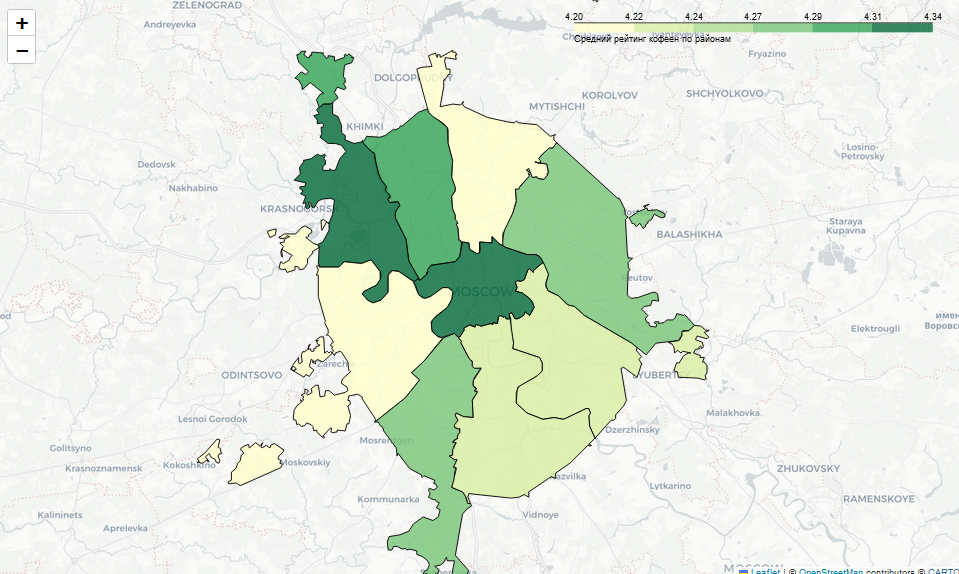 +
−
ZELENOGRAD
Andreyevka
4.20 4.22 4.24 4.27 4.29 4.31 4.34
Средний рейтинг кофеен по районам
Fryazino
DOLGOPRUDNY
SHCHYOLKOVO
KOROLYOV
MYTISHCHI
KHIMKI
Losino-
Petrovsky
Dedovsk
Nakhabino
KRASNOGORSK
Staraya
Kupavna
BALASHIKHA
Reutov
MOSCOW
Elektrougli
имен
Воровск
Zarech
ODINTSOVO
LYUBERTSY
Malakhovka
Lesnoi Gorodok
Dzerzhinsky
Mosrentgen
Golitsyno
Krasnoznamensk
Kokoshkino
Moskovskiy
ZHUKOVSKY
Razvilka
Lytkarino
Kommunarka
RAMENSKOYE
Kalininets
Vidnoye
Aprelevka
Leaflet | © OpenStreetMap contributors © CARTO